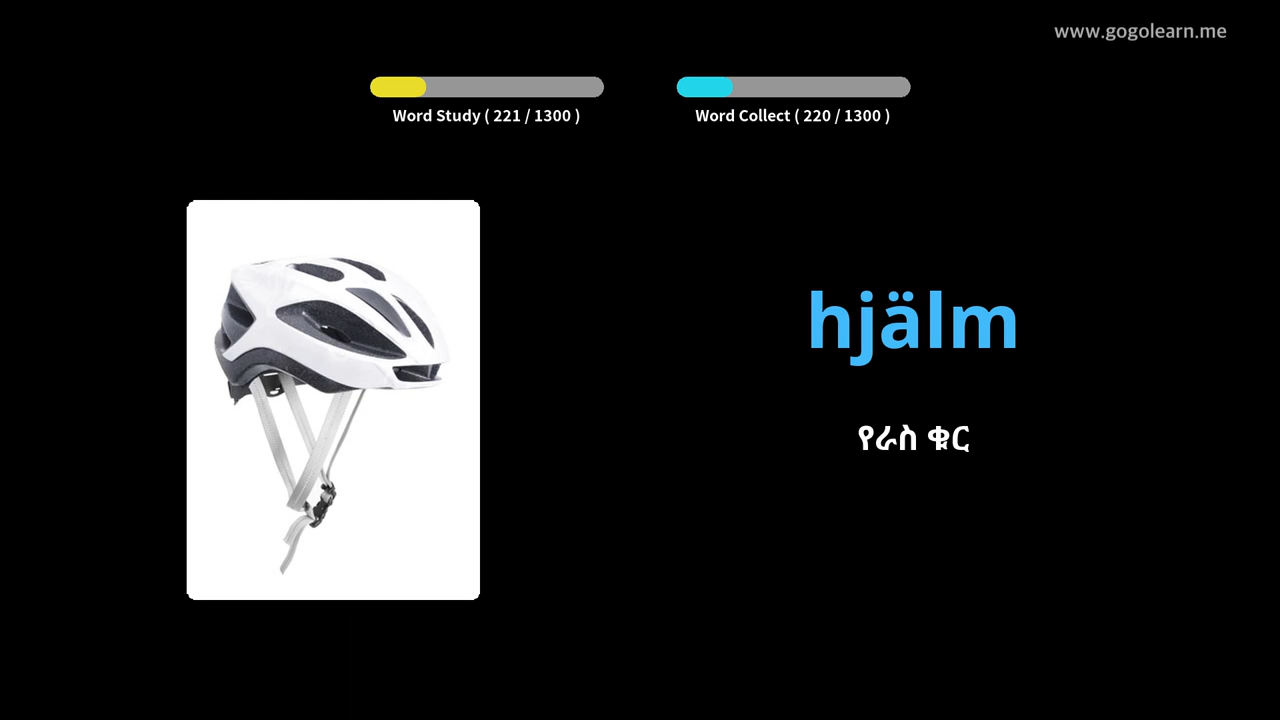 www.gogolearn.me
Word Study ( 221 / 1300 )
Word Collect ( 220 / 1300 )
hjälm
የራስ ቁር